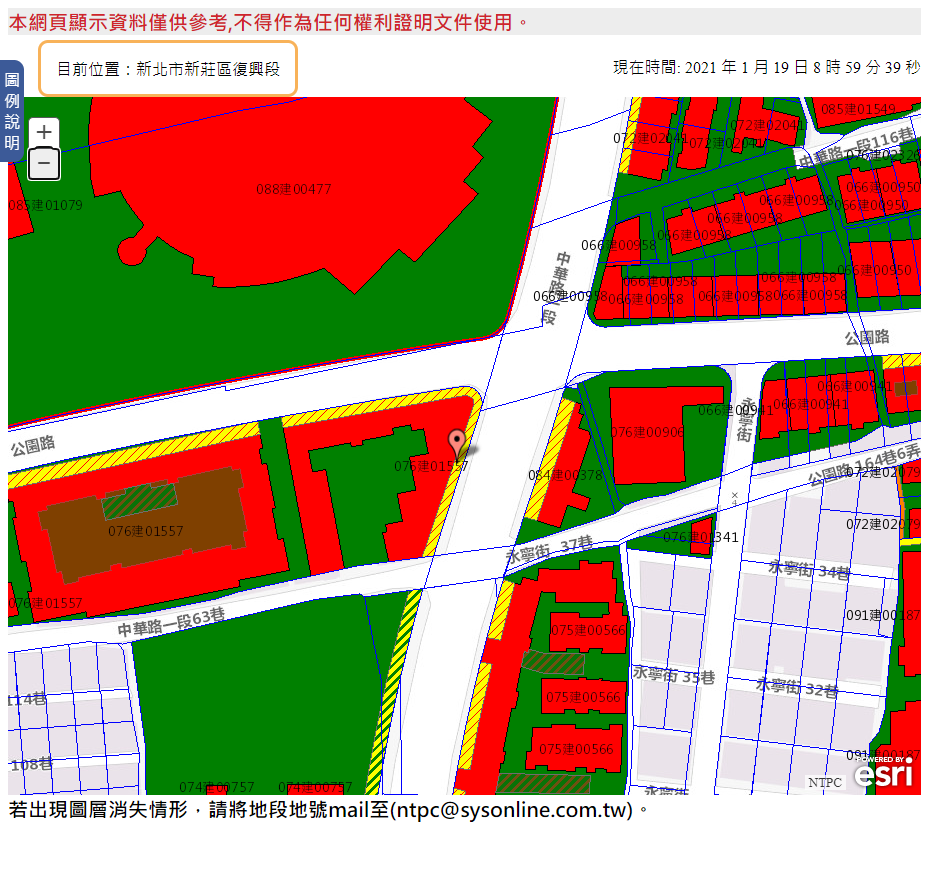 本網頁顯示資料僅供參考,不得作為任何權利證明文件使用。
目前位置：新北市新莊區復興段
現在時間: 2021 年 1 月 19 日 8 時 59 分 39 秒
圖例說明
+
−
085建01549
072建02041
072建02041
072建02041
中華路一段116巷
076建02326
088建00477
085建01079
066建00950
066建00950
066建00958
066建00958
066建00958
066建00958
066建00950
066建00958
066建00958
066建00958
066建00958
066建00958
066建00958
中華路一段
公園路
066建00941
066建00941
066建00941
永寧街
076建00906
公園路
076建01557
084建00378
公園路 164巷6弄
072建02079
072建02079
076建01557
076建01341
永寧街 37巷
永寧街 34巷
076建01557
中華路一段63巷
075建00566
091建00187
永寧街 35巷
永寧街 32巷
114巷
075建00566
075建00566
091建00187
108巷
074建00757
074建00757
永寧街
POWERED BY
esri
NTPC
若出現圖層消失情形，請將地段地號mail至(ntpc@sysonline.com.tw)。